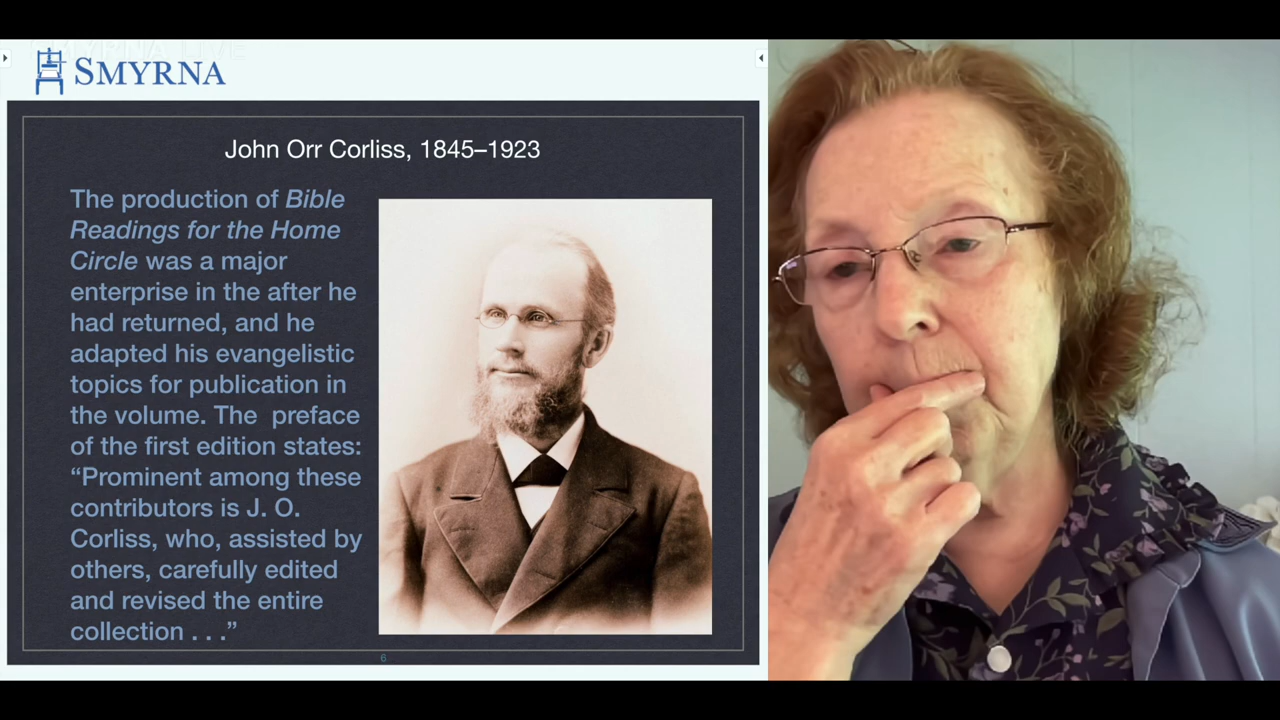 SMYRNA LIVE
SMYRNA
John Orr Corliss, 1845–1923
The production of Bible
Readings for the Home
Circle was a major
enterprise in the after he
had returned, and he
adapted his evangelistic
topics for publication in
the volume. The  preface
of the first edition states:
“Prominent among these
contributors is J. O.
Corliss, who, assisted by
others, carefully edited
and revised the entire
collection . . .”
6